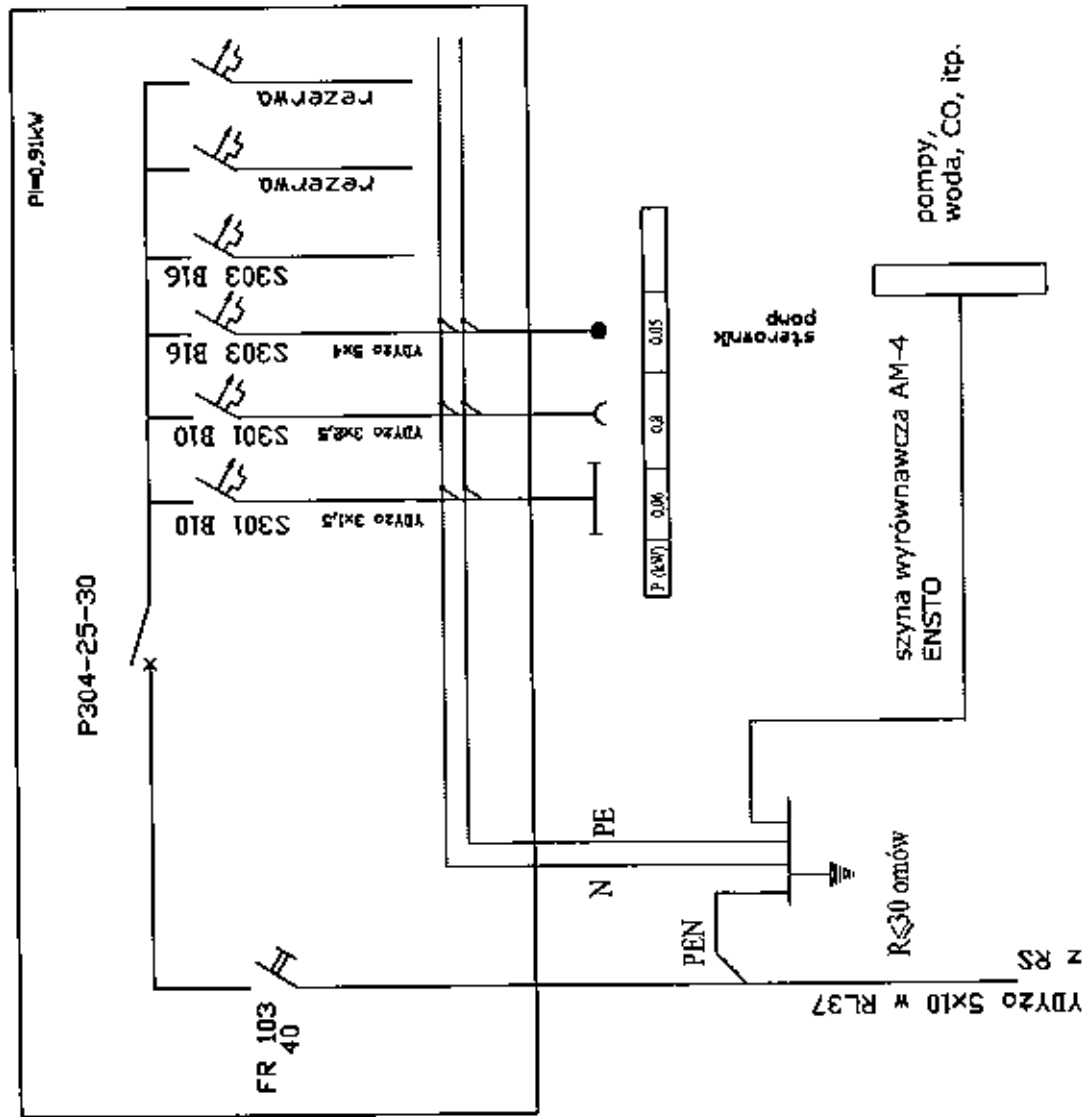 PI=0,91kW
P304-25-30
FR 103
40
S301 B10
S301 B10
S303 B16
S303 B16
rezerwa
rezerwa
YDYżo 3x1,5
YDYżo 3x2,5
YDYżo 5x4
P (kW) 0.06 0.8 0.05
sterownik
pomp
N
PE
PEN
R⩽30 omów
szyna wyrównawcza AM-4
ENSTO
pompy,
woda, CO, itp.
YDYżo 5x10 w RL37
z RS